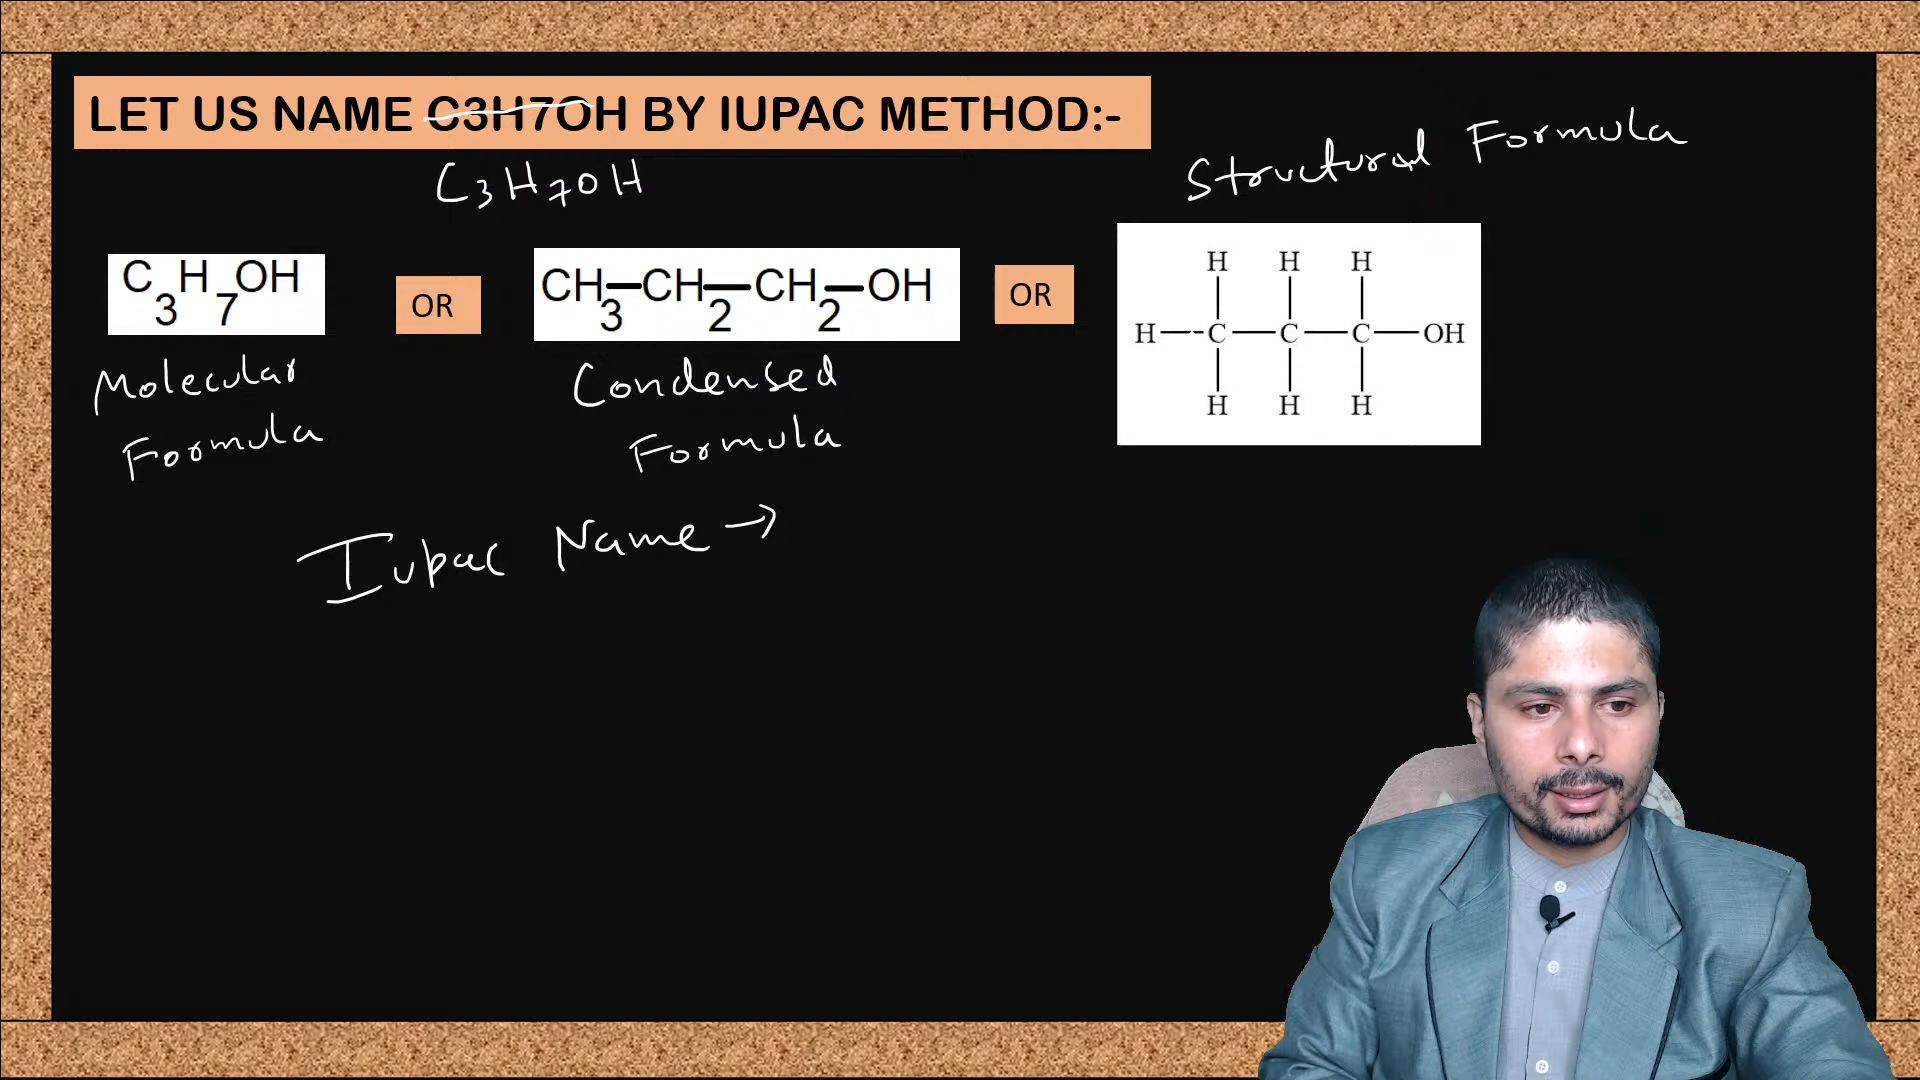 LET US NAME C3H7OH BY IUPAC METHOD:-
C3H7OH
Structural Formula
C3H7OH
OR
CH3-CH2-CH2-OH
OR
H H H
H C C C OH
H H H
Molecular
Formula
Condensed
Formula
Iupac Name →